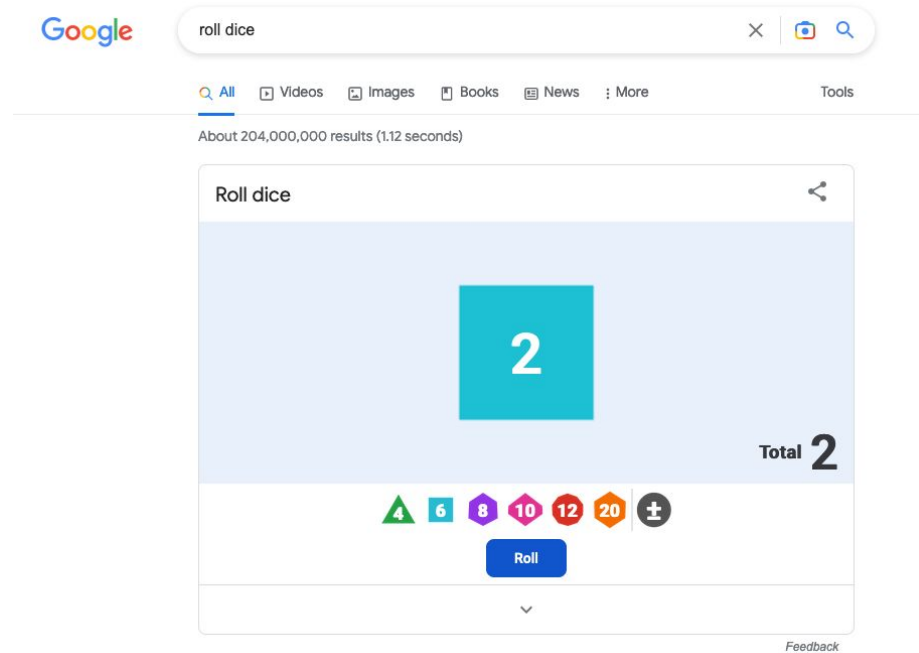 Google
roll dice
All Videos Images Books News More Tools
About 204,000,000 results (1.12 seconds)
Roll dice
2
Total 2
4 6 8 10 12 20 ±
Roll
Feedback